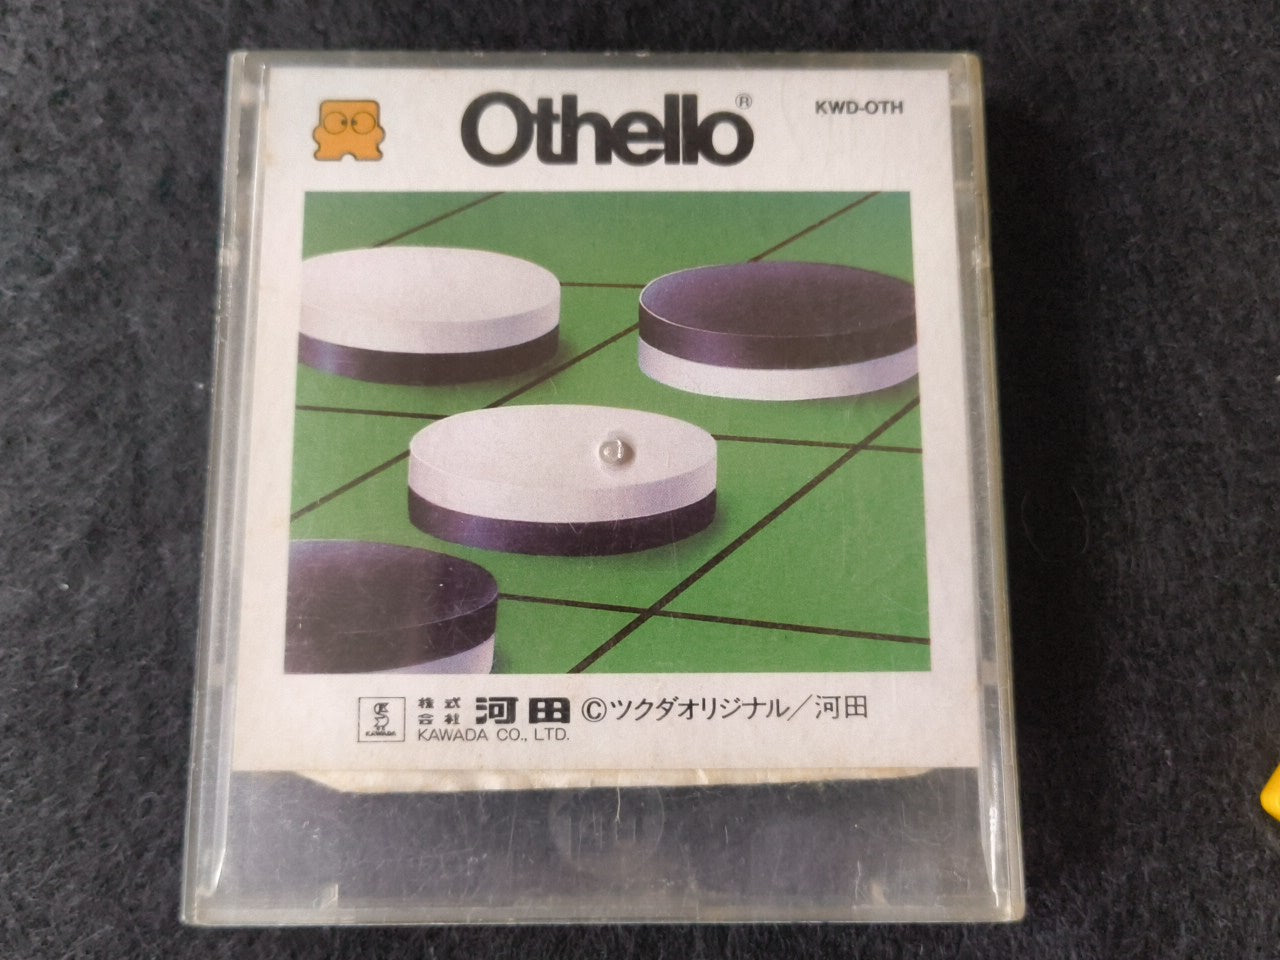 Othello®
KWD-OTH
KAWADA
株式会社 河田
KAWADA CO., LTD.
©ツクダオリジナル／河田